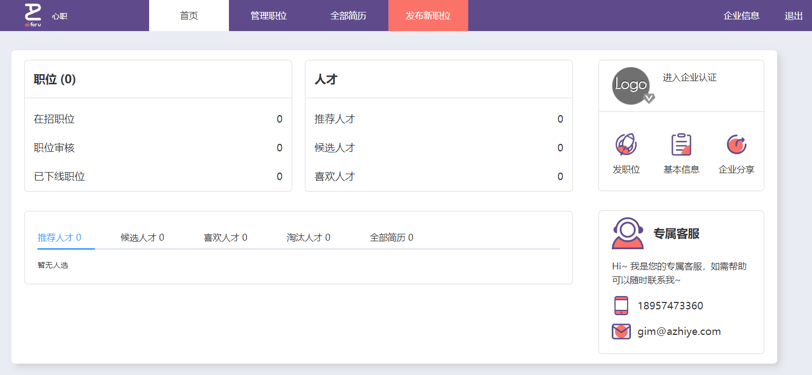 ai foru
心职
首页
管理职位
全部简历
发布新职位
企业信息
退出
职位 (0)
在招职位 0
职位审核 0
已下线职位 0
人才
推荐人才 0
候选人才 0
喜欢人才 0
Logo
进入企业认证
发职位
基本信息
企业分享
推荐人才 0
候选人才 0
喜欢人才 0
淘汰人才 0
全部简历 0
暂无人选
专属客服
Hi~ 我是您的专属客服，如需帮助
可以随时联系我~
18957473360
gim@azhiye.com